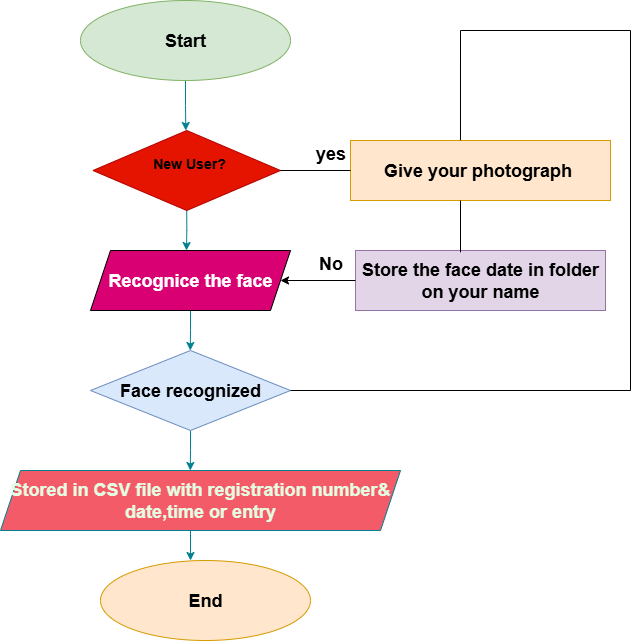 Start
New User?
yes
Give your photograph
Recognice the face
No
Store the face date in folder
on your name
Face recognized
Stored in CSV file with registration number&
date,time or entry
End